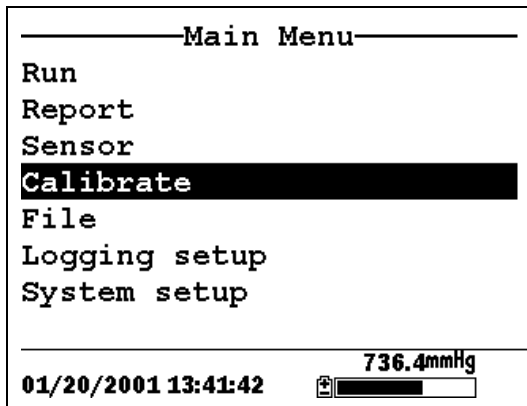 Main Menu
Run
Report
Sensor
Calibrate
File
Logging setup
System setup
736.4mmHg
01/20/2001 13:41:42